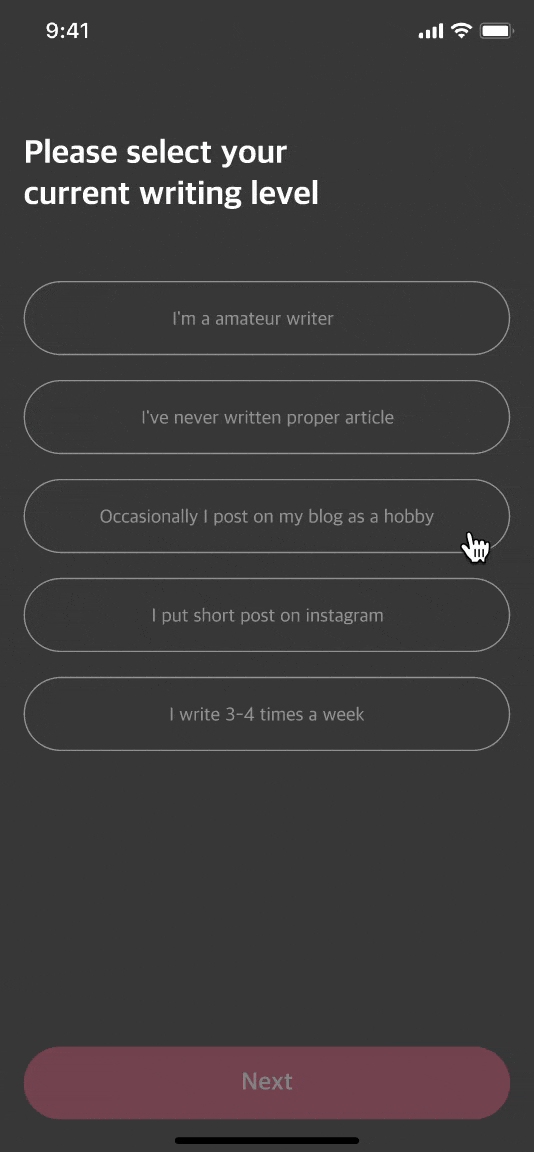 9:41
Please select your
current writing level
I'm a amateur writer
I've never written proper article
Occasionally I post on my blog as a hobby
I put short post on instagram
I write 3-4 times a week
Next